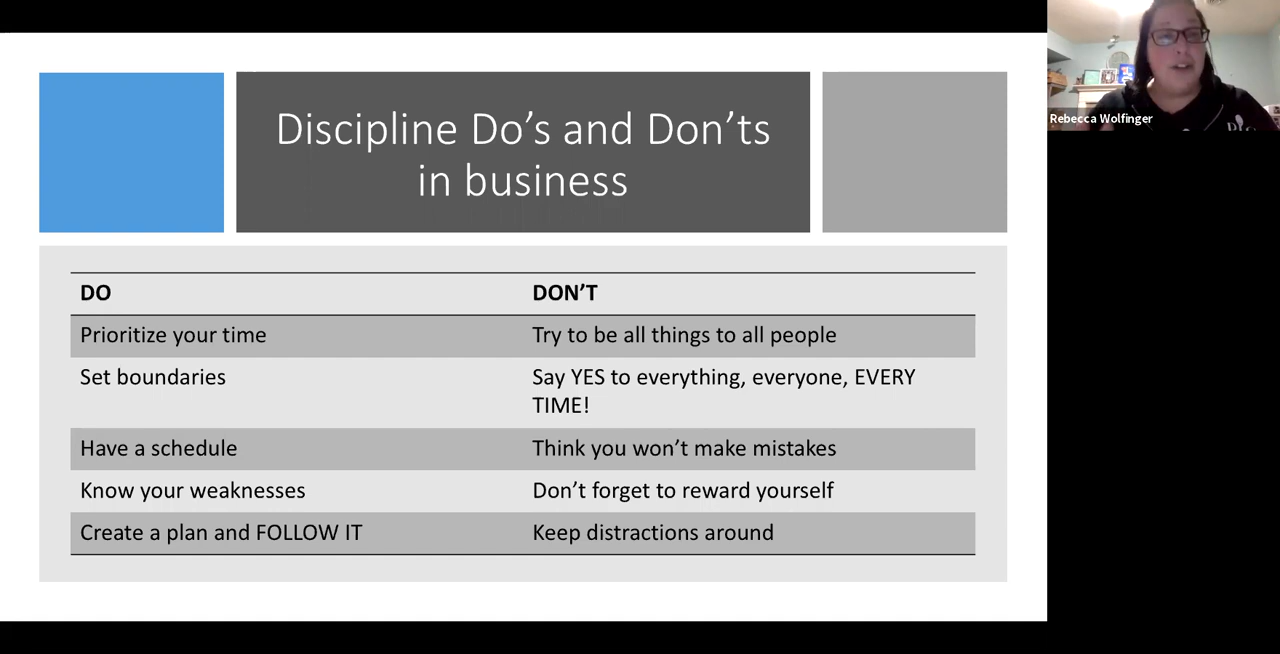 Discipline Do’s and Don’ts
in business
DO
DON’T
Prioritize your time
Try to be all things to all people
Set boundaries
Say YES to everything, everyone, EVERY
TIME!
Have a schedule
Think you won’t make mistakes
Know your weaknesses
Don’t forget to reward yourself
Create a plan and FOLLOW IT
Keep distractions around
Rebecca Wolfinger